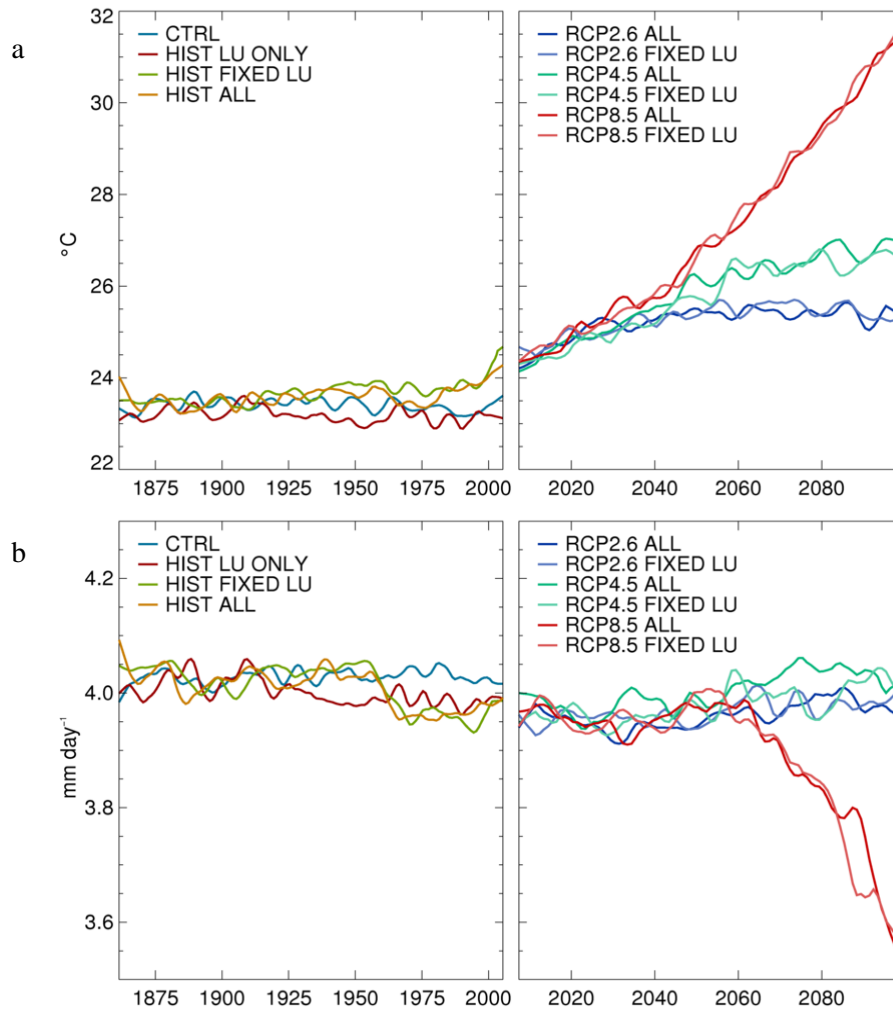 a
32
30
28
26
24
22
°C
CTRL
HIST LU ONLY
HIST FIXED LU
HIST ALL
1875 1900 1925 1950 1975 2000
RCP2.6 ALL
RCP2.6 FIXED LU
RCP4.5 ALL
RCP4.5 FIXED LU
RCP8.5 ALL
RCP8.5 FIXED LU
2020 2040 2060 2080
b
4.2
4.0
3.8
3.6
mm day⁻¹
CTRL
HIST LU ONLY
HIST FIXED LU
HIST ALL
1875 1900 1925 1950 1975 2000
RCP2.6 ALL
RCP2.6 FIXED LU
RCP4.5 ALL
RCP4.5 FIXED LU
RCP8.5 ALL
RCP8.5 FIXED LU
2020 2040 2060 2080